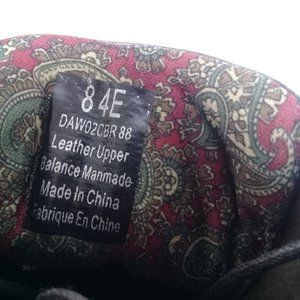 8 4E
DAW02CBR 88
Leather Upper
Balance Manmade
Made In China
Fabrique En Chine